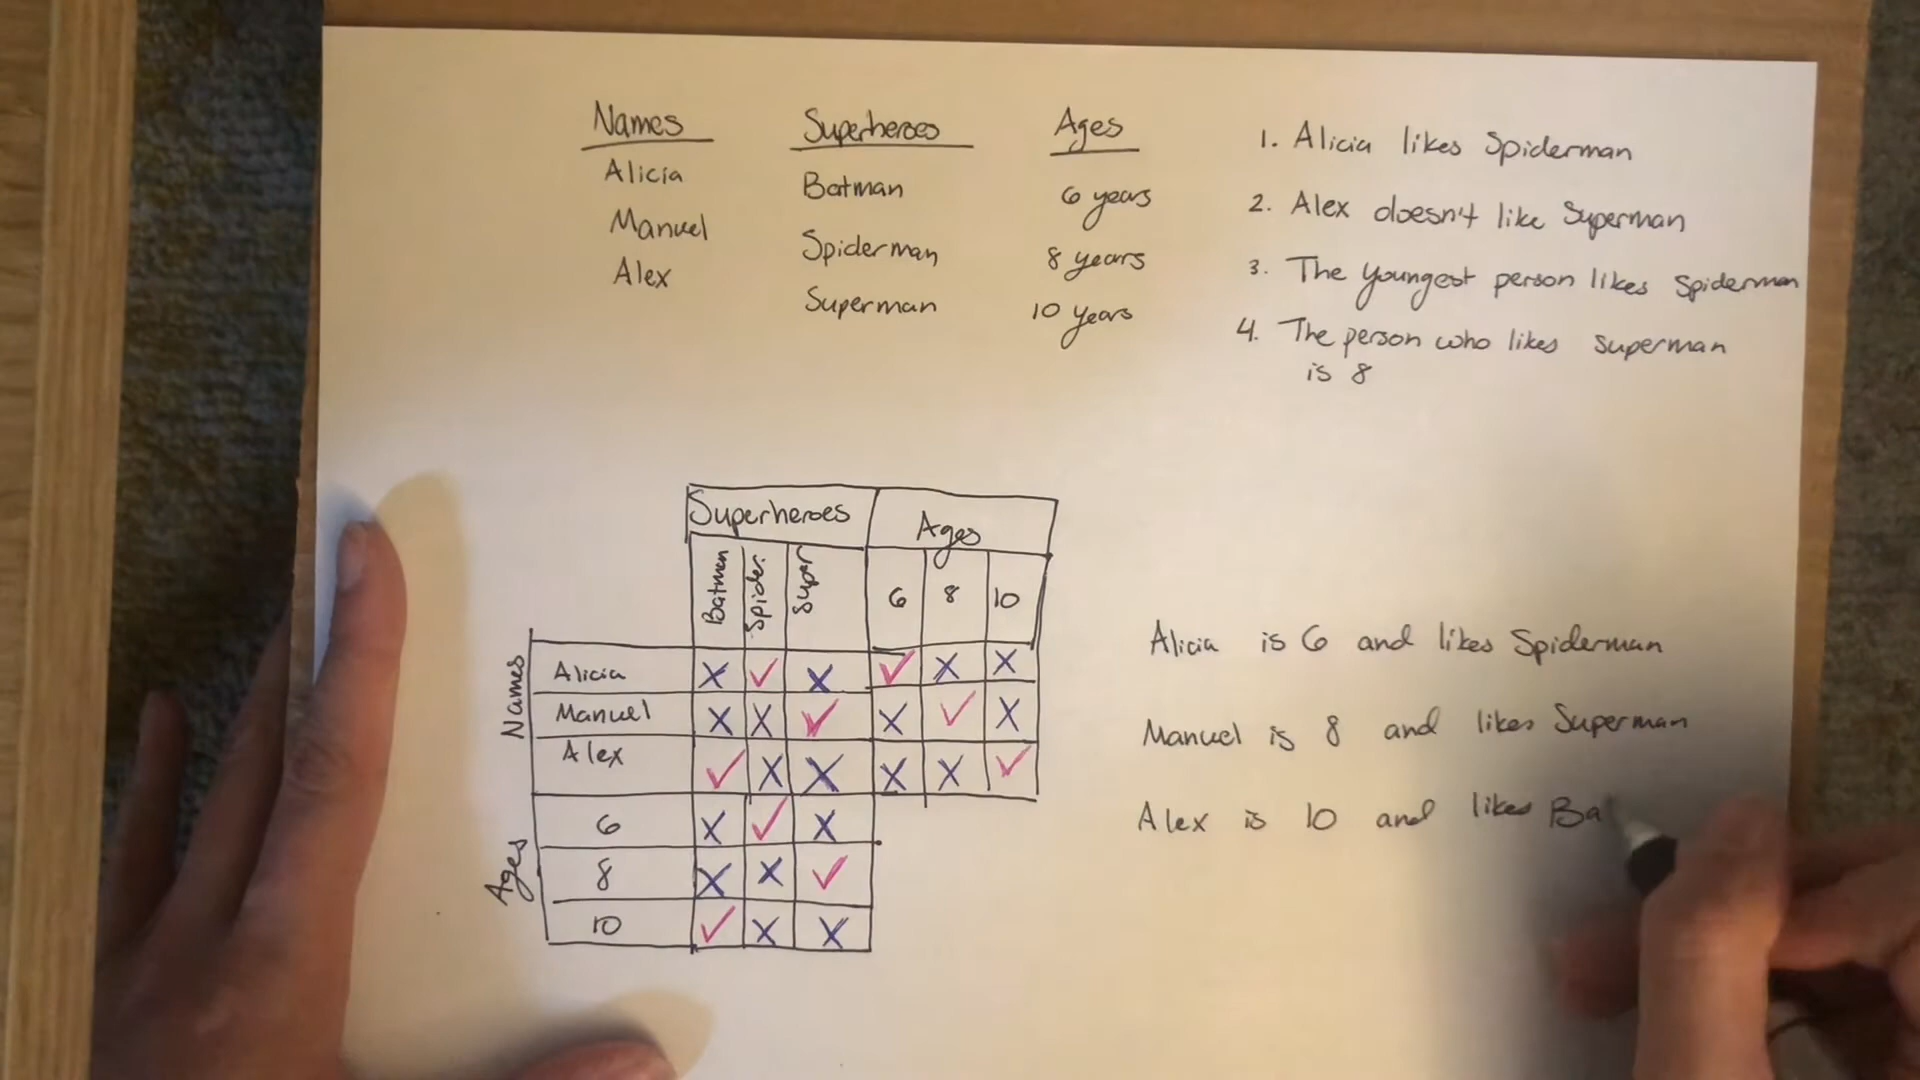 Names
Alicia
Manuel
Alex
Superheroes
Batman
Spiderman
Superman
Ages
6 years
8 years
10 years
1. Alicia likes Spiderman
2. Alex doesn't like Superman
3. The youngest person likes Spiderman
4. The person who likes Superman
is 8
Superheroes Ages
Batman Spider. Super 6 8 10
Names
Alicia X ✓ X ✓ X X
Manuel X X ✓ X ✓ X
Alex ✓ X X X X ✓
Ages
6 X ✓ X
8 X X ✓
10 ✓ X X
Alicia is 6 and likes Spiderman
Manuel is 8 and likes Superman
Alex is 10 and likes Ba